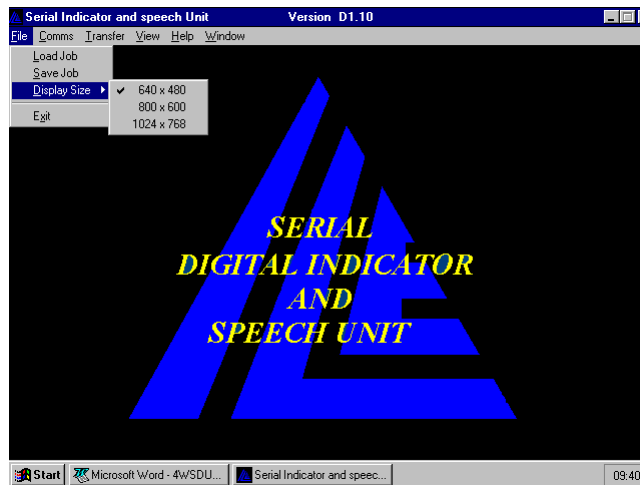 Serial Indicator and speech Unit Version D1.10
File Comms Transfer View Help Window
Load Job
Save Job
Display Size
640 x 480
800 x 600
1024 x 768
Exit
SERIAL
DIGITAL INDICATOR
AND
SPEECH UNIT
Start Microsoft Word - 4WSDU... Serial Indicator and speec... 09:40